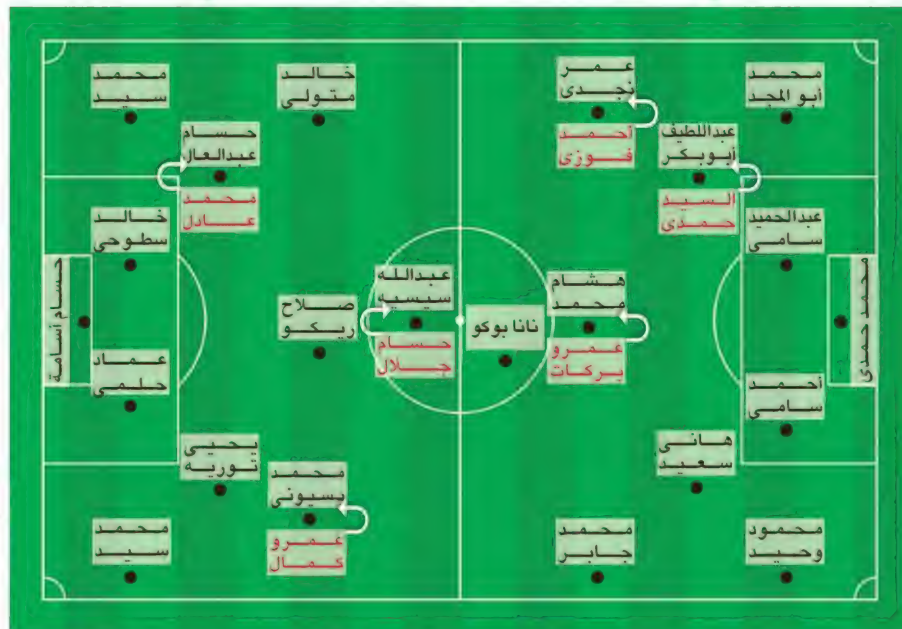 محمد
سيد
خالد
متولى
عمر
نجدى
أحمد
فوزى
محمد
أبو المجد
حسام
عبدالعال
محمد
عادل
عبداللطيف
أبوبكر
السيد
حمدى
خالد
سطوحى
عبدالحميد
سامى
حسام أسامة
صلاح
ريكو
عبدالله
سيسيه
حسام
جلال
نانا بوكو
هشام
محمد
عمرو
بركات
محمد حمدى
عماد
حلمى
أحمد
سامى
يحيى
توريه
محمد
بسيونى
عمرو
كمال
هانى
سعيد
محمد
سيد
محمد
جابر
محمود
وحيد